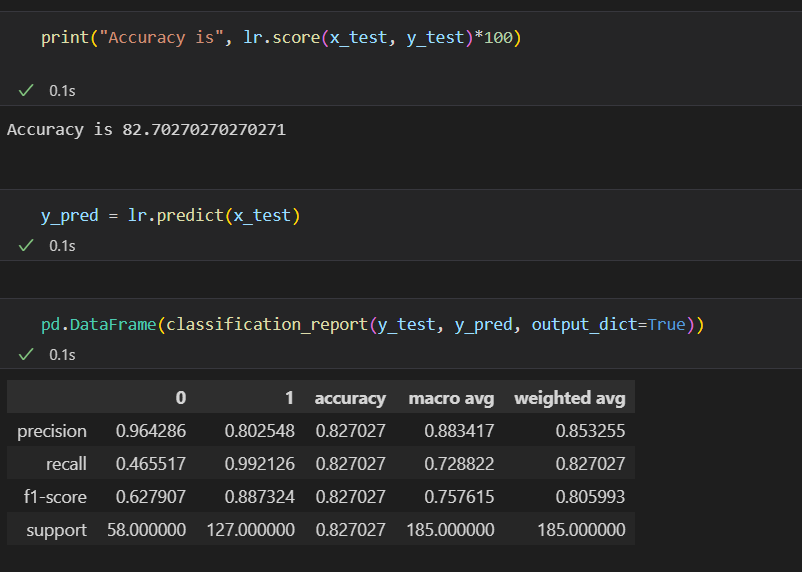 print("Accuracy is", lr.score(x_test, y_test)*100)
0.1s
Accuracy is 82.70270270270271
y_pred = lr.predict(x_test)
0.1s
pd.DataFrame(classification_report(y_test, y_pred, output_dict=True))
0.1s
0 1 accuracy macro avg weighted avg
precision 0.964286 0.802548 0.827027 0.883417 0.853255
recall 0.465517 0.992126 0.827027 0.728822 0.827027
f1-score 0.627907 0.887324 0.827027 0.757615 0.805993
support 58.000000 127.000000 0.827027 185.000000 185.000000